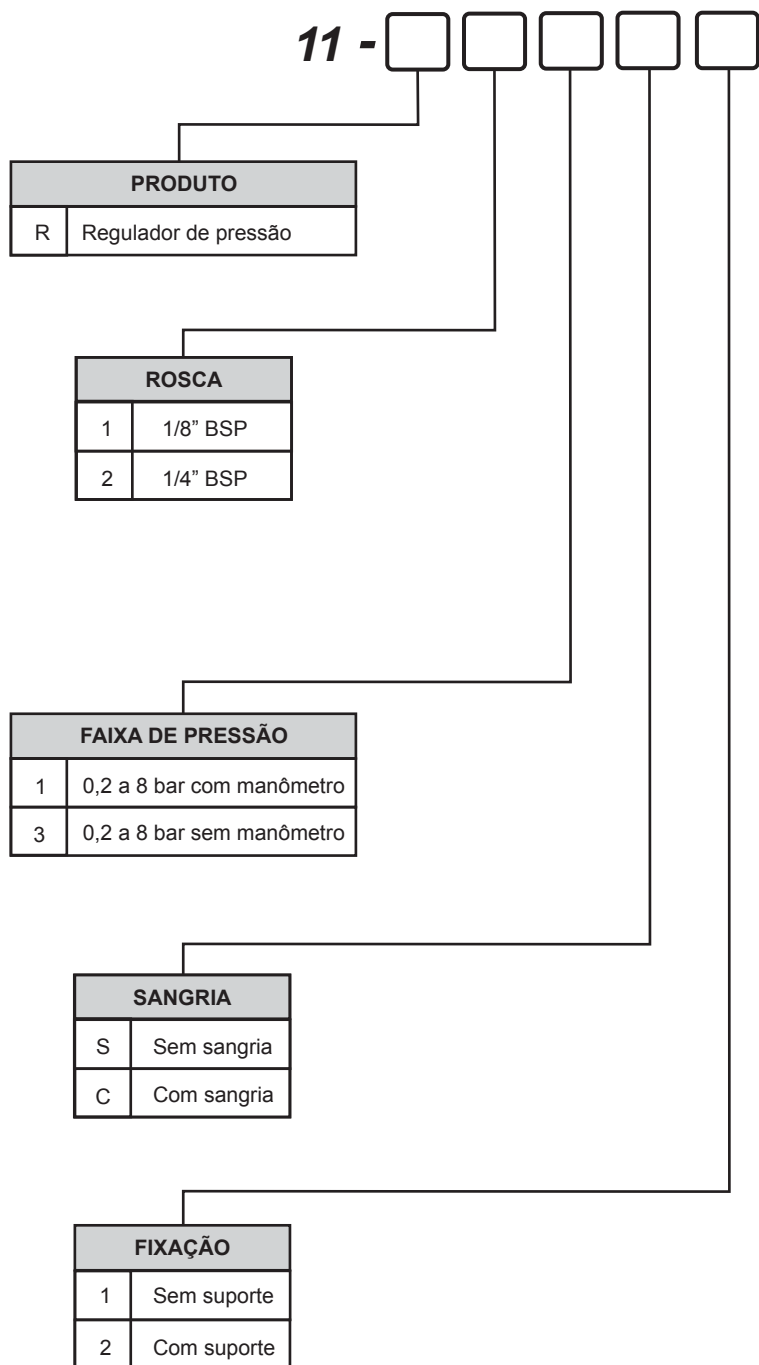 11 -
PRODUTO
R Regulador de pressão
ROSCA
1 1/8” BSP
2 1/4” BSP
FAIXA DE PRESSÃO
1 0,2 a 8 bar com manômetro
3 0,2 a 8 bar sem manômetro
SANGRIA
S Sem sangria
C Com sangria
FIXAÇÃO
1 Sem suporte
2 Com suporte